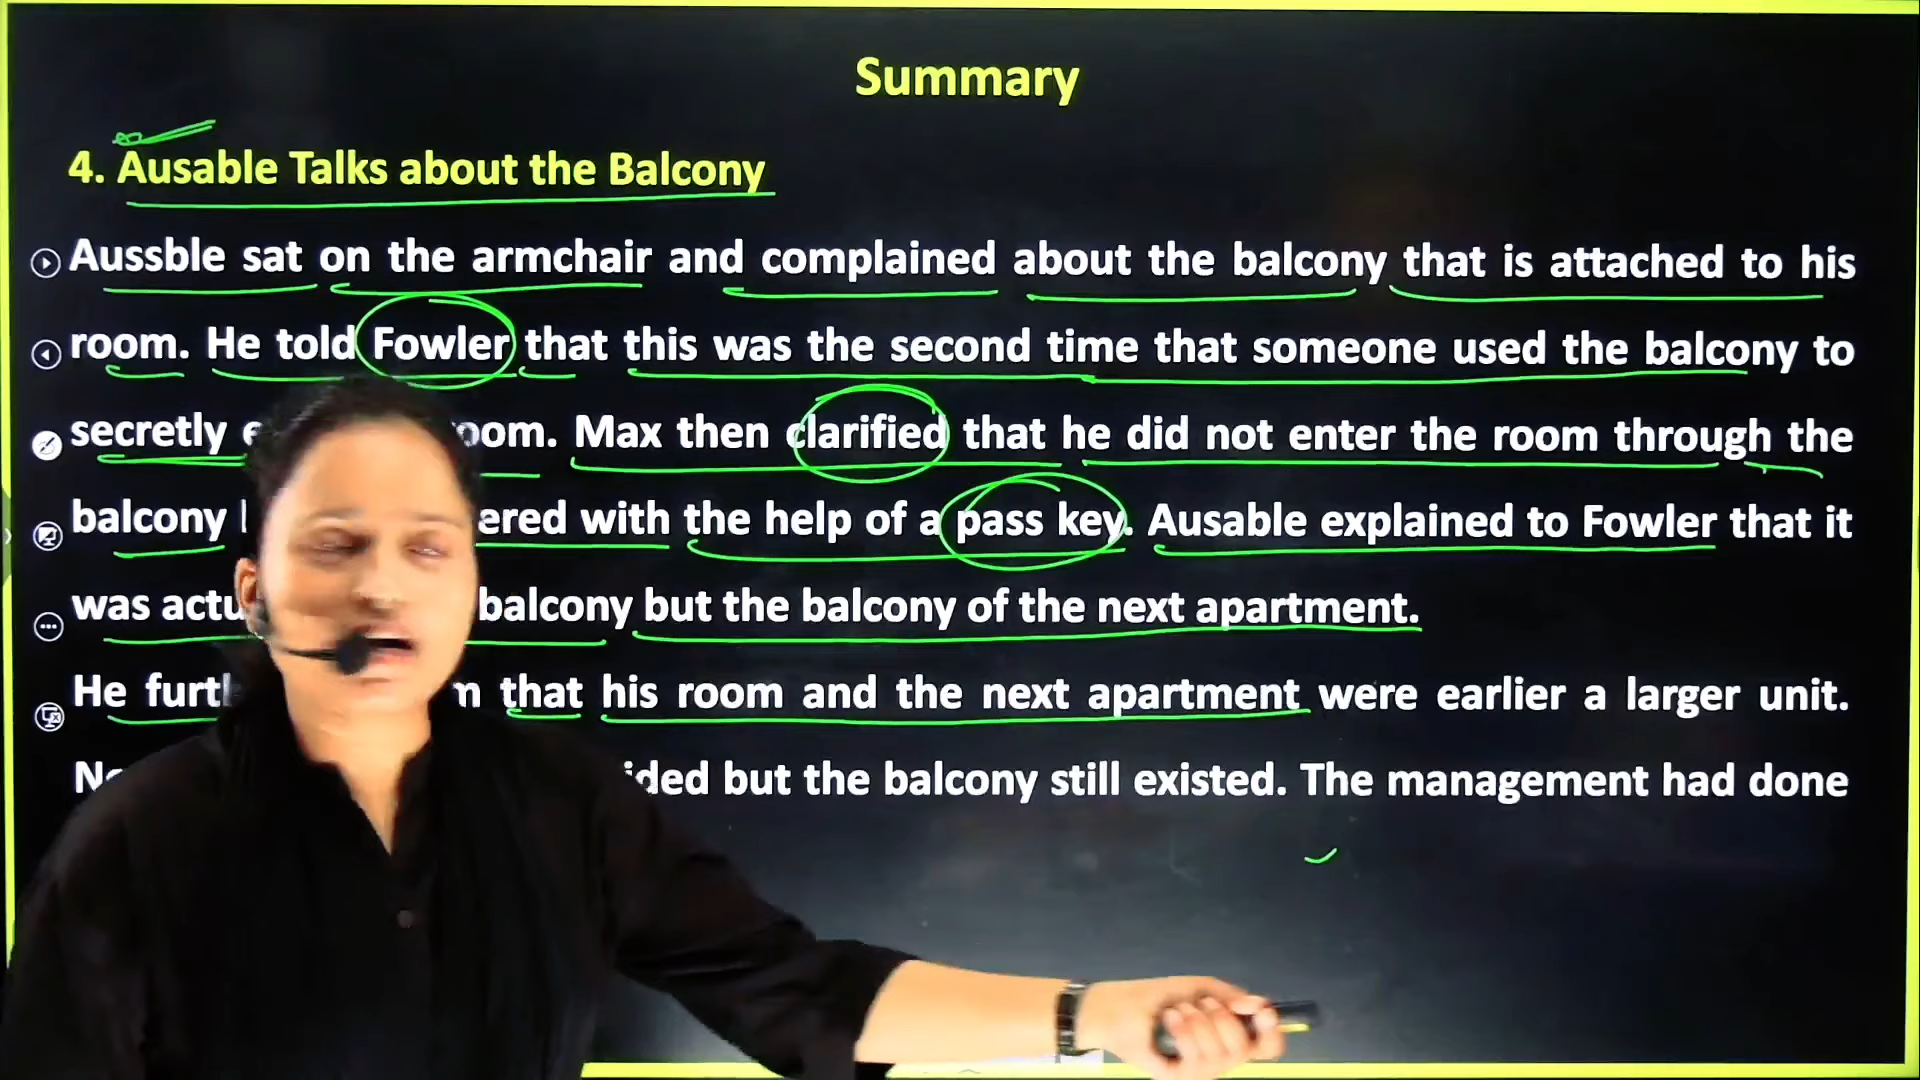 Summary
4. Ausable Talks about the Balcony
Aussble sat on the armchair and complained about the balcony that is attached to his
room. He told Fowler that this was the second time that someone used the balcony to
secretly oom. Max then clarified that he did not enter the room through the
balcony ered with the help of a pass key. Ausable explained to Fowler that it
was actu balcony but the balcony of the next apartment.
He furt that his room and the next apartment were earlier a larger unit.
ided but the balcony still existed. The management had done